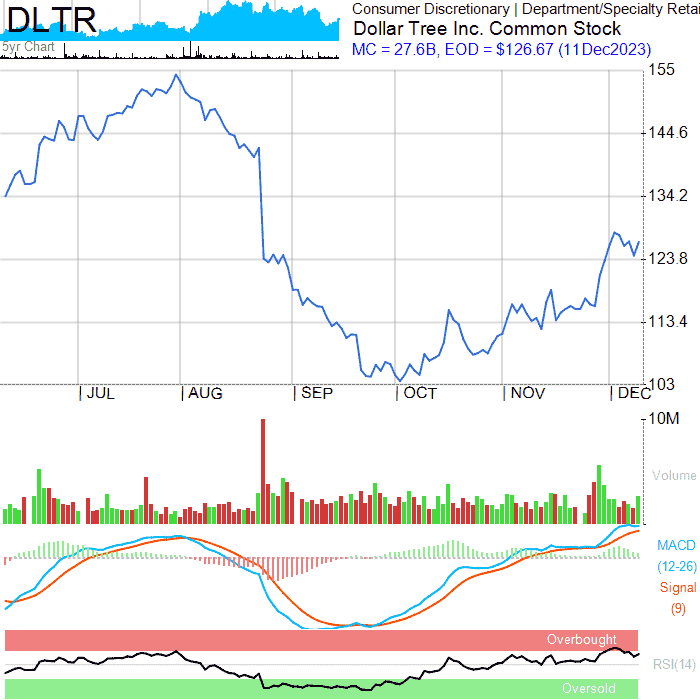 DLTR
Consumer Discretionary | Department/Specialty Retai
Dollar Tree Inc. Common Stock
5yr Chart
MC = 27.6B, EOD = $126.67 (11Dec2023)
155
144.6
134.2
123.8
113.4
103
JUL AUG SEP OCT NOV DEC
10M
Volume
MACD
(12-26)
Signal
(9)
Overbought
RSI(14)
Oversold